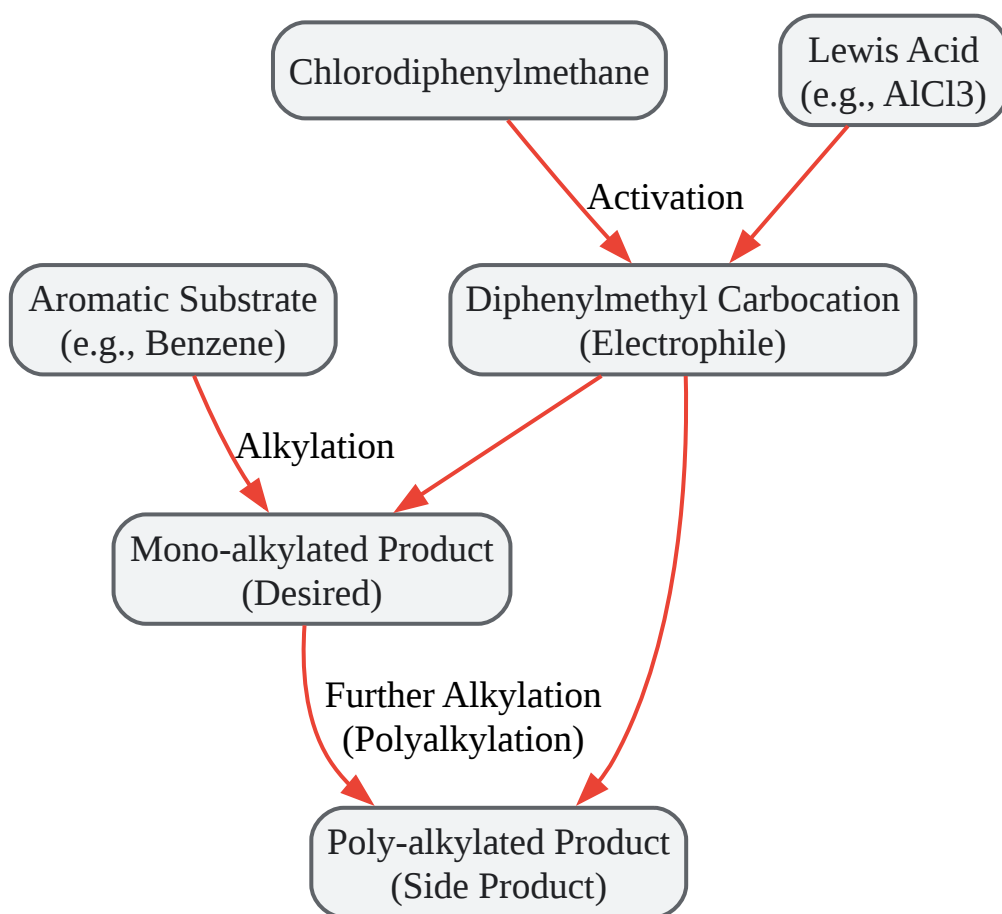 Chlorodiphenylmethane
Lewis Acid
(e.g., AlCl3)
Activation
Aromatic Substrate
(e.g., Benzene)
Diphenylmethyl Carbocation
(Electrophile)
Alkylation
Mono-alkylated Product
(Desired)
Further Alkylation
(Polyalkylation)
Poly-alkylated Product
(Side Product)